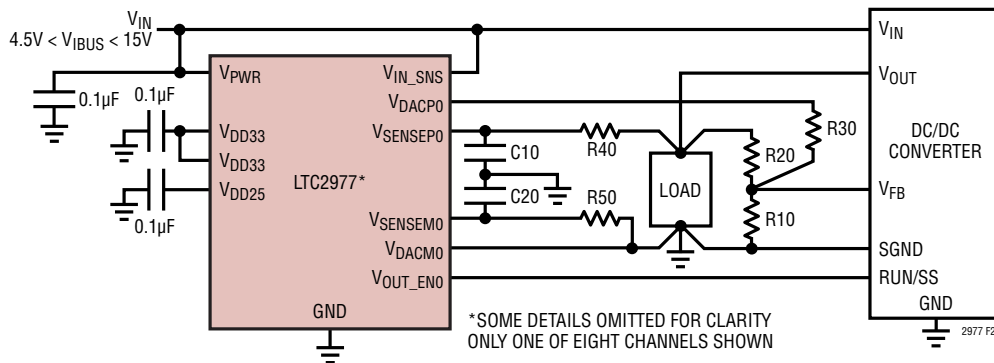 VIN
4.5V < VIBUS < 15V
0.1µF
0.1µF
0.1µF
VPWR
VDD33
VDD33
VDD25
LTC2977*
GND
VIN_SNS
VDACP0
VSENSEP0
VSENSEM0
VDACM0
VOUT_EN0
C10
C20
R40
R50
LOAD
R20
R30
R10
VIN
VOUT
DC/DC
CONVERTER
VFB
SGND
RUN/SS
GND
*SOME DETAILS OMITTED FOR CLARITY
ONLY ONE OF EIGHT CHANNELS SHOWN